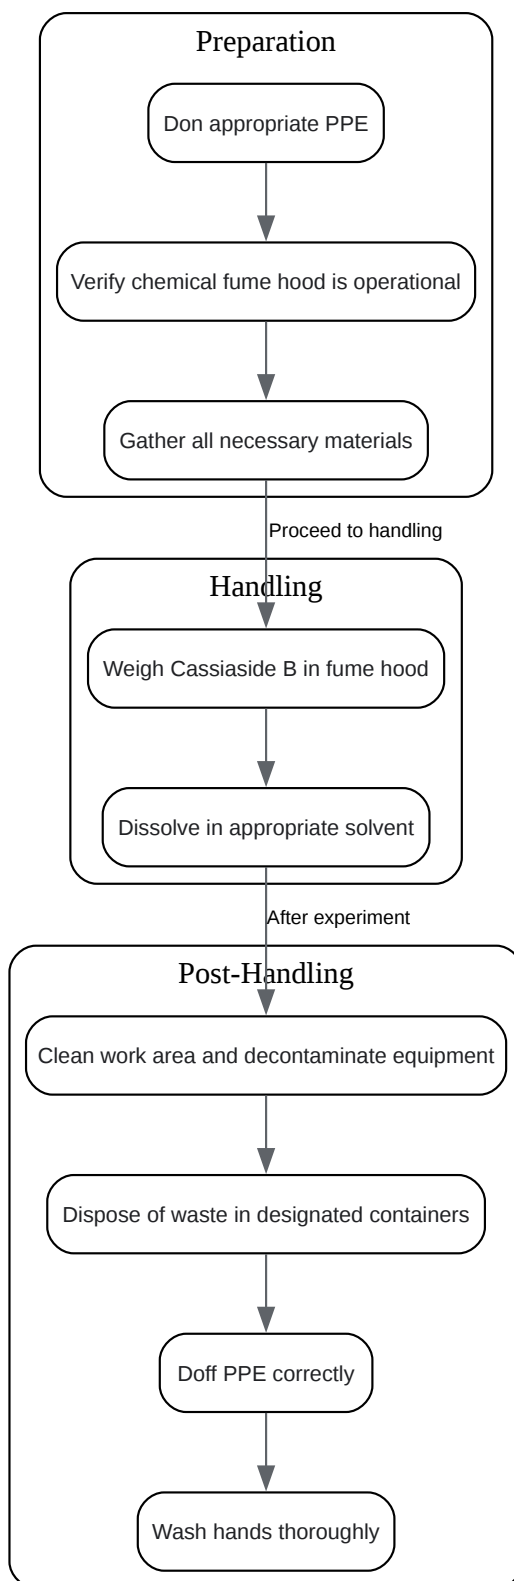 Preparation
Don appropriate PPE
Verify chemical fume hood is operational
Gather all necessary materials
Proceed to handling
Handling
Weigh Cassiaside B in fume hood
Dissolve in appropriate solvent
After experiment
Post-Handling
Clean work area and decontaminate equipment
Dispose of waste in designated containers
Doff PPE correctly
Wash hands thoroughly